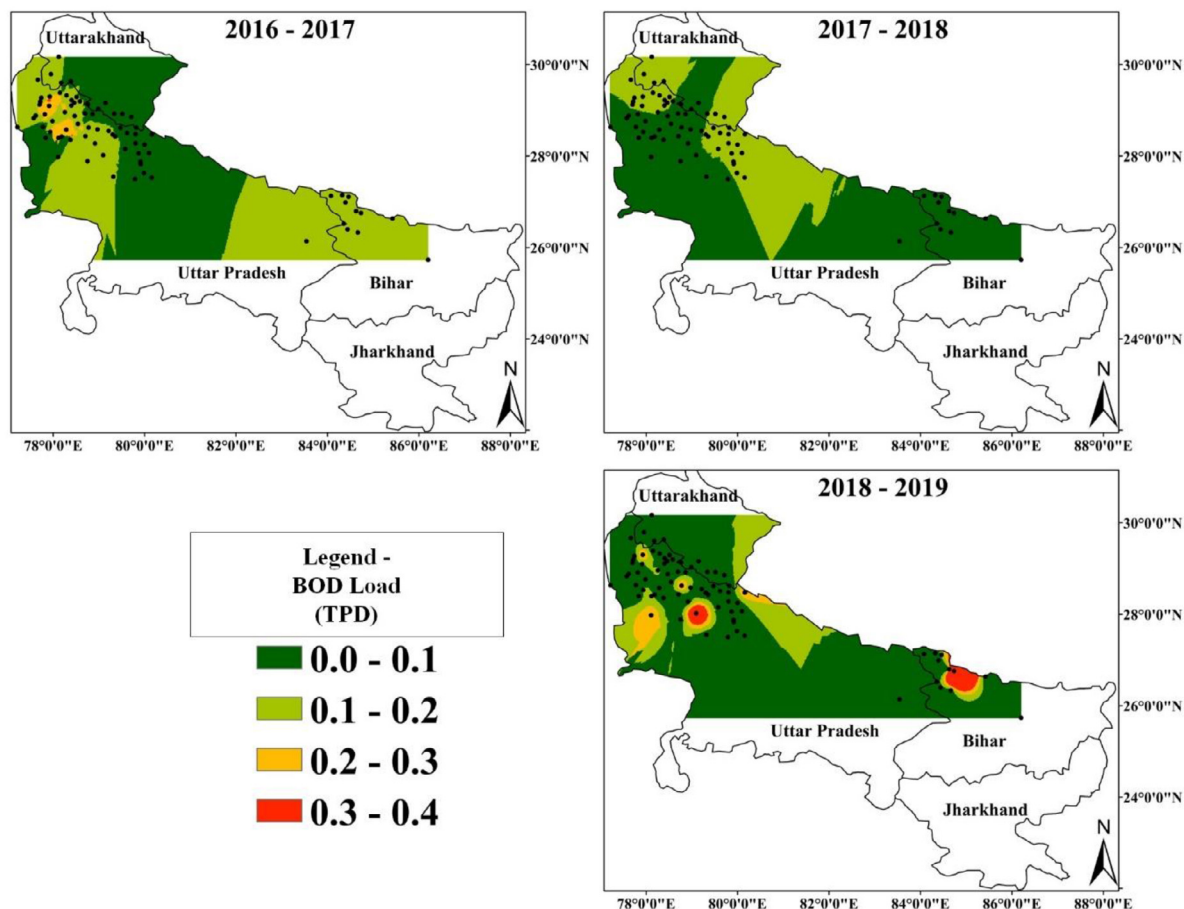 2016 - 2017
Uttarakhand
30°0'0"N
28°0'0"N
26°0'0"N
24°0'0"N
Uttar Pradesh
Bihar
Jharkhand
N
78°0'0"E 80°0'0"E 82°0'0"E 84°0'0"E 86°0'0"E 88°0'0"E
2017 - 2018
Uttarakhand
30°0'0"N
28°0'0"N
26°0'0"N
24°0'0"N
Uttar Pradesh
Bihar
Jharkhand
N
78°0'0"E 80°0'0"E 82°0'0"E 84°0'0"E 86°0'0"E 88°0'0"E
Legend -
BOD Load
(TPD)
0.0 - 0.1
0.1 - 0.2
0.2 - 0.3
0.3 - 0.4
2018 - 2019
Uttarakhand
30°0'0"N
28°0'0"N
26°0'0"N
24°0'0"N
Uttar Pradesh
Bihar
Jharkhand
N
78°0'0"E 80°0'0"E 82°0'0"E 84°0'0"E 86°0'0"E 88°0'0"E